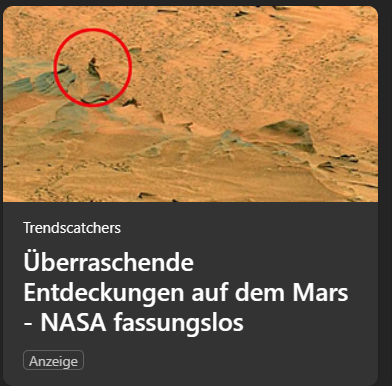 Trendscatchers
Überraschende
Entdeckungen auf dem Mars
- NASA fassungslos
Anzeige